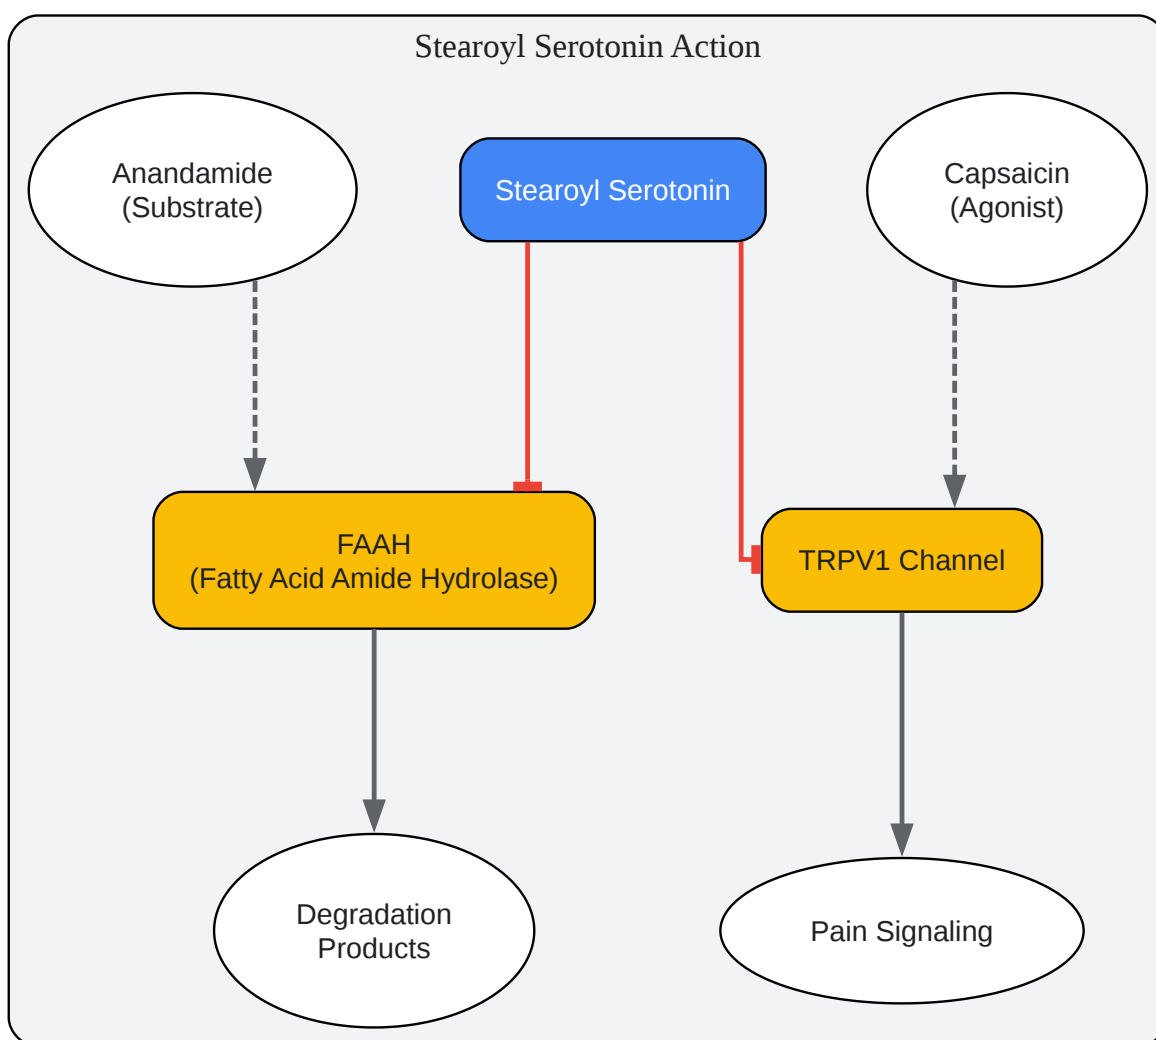 Stearoyl Serotonin Action
Anandamide
(Substrate)
Stearoyl Serotonin
Capsaicin
(Agonist)
FAAH
(Fatty Acid Amide Hydrolase)
TRPV1 Channel
Degradation
Products
Pain Signaling